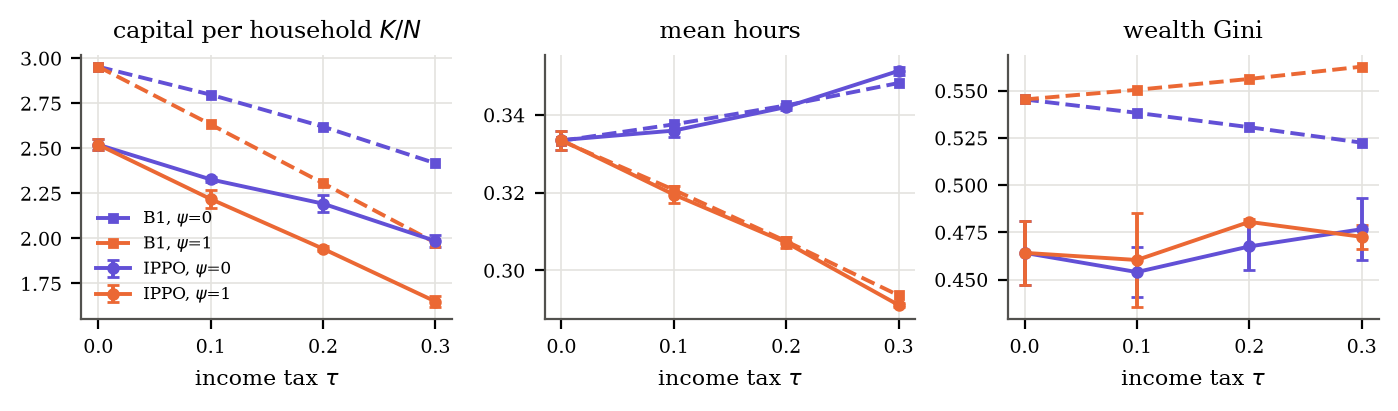 capital per household K/N
3.00
2.75
2.50
2.25
2.00
1.75
B1, ψ=0
B1, ψ=1
IPPO, ψ=0
IPPO, ψ=1
0.0 0.1 0.2 0.3
income tax τ
mean hours
0.34
0.32
0.30
0.0 0.1 0.2 0.3
income tax τ
wealth Gini
0.550
0.525
0.500
0.475
0.450
0.0 0.1 0.2 0.3
income tax τ